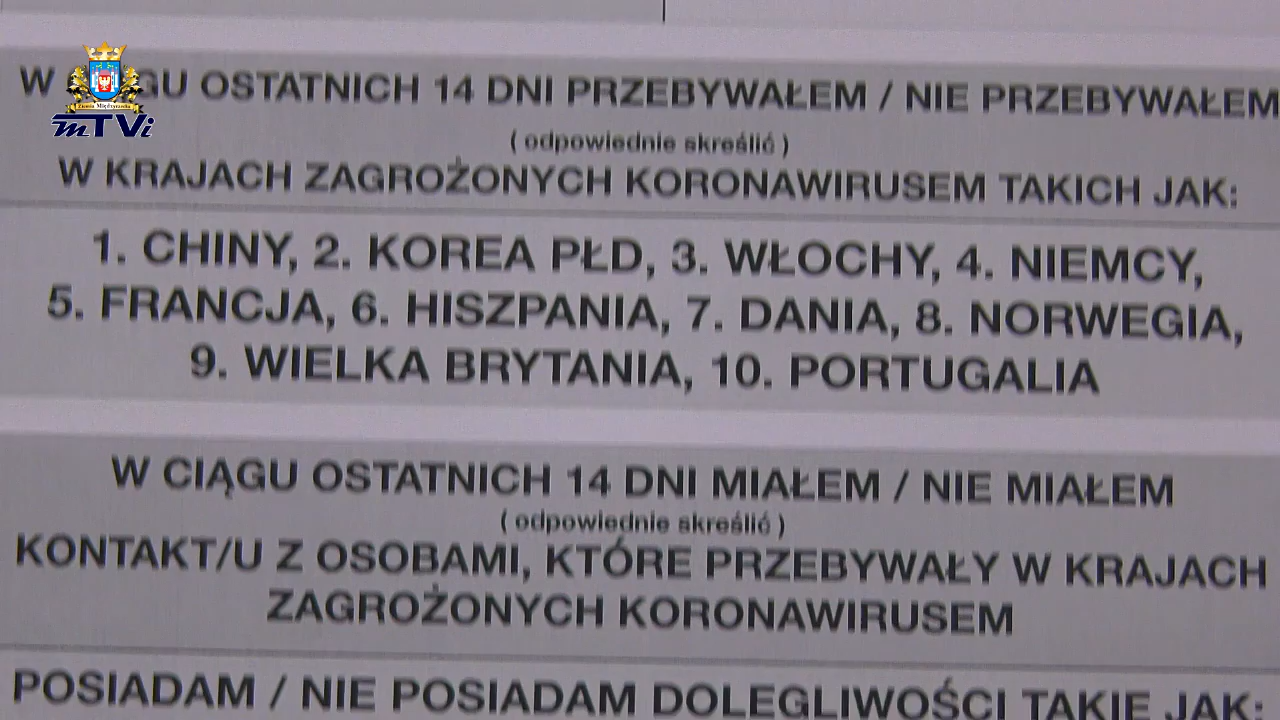 W CIĄGU OSTATNICH 14 DNI PRZEBYWAŁEM / NIE PRZEBYWAŁEM
( odpowiednie skreślić )
W KRAJACH ZAGROŻONYCH KORONAWIRUSEM TAKICH JAK:
1. CHINY, 2. KOREA PŁD, 3. WŁOCHY, 4. NIEMCY,
5. FRANCJA, 6. HISZPANIA, 7. DANIA, 8. NORWEGIA,
9. WIELKA BRYTANIA, 10. PORTUGALIA
W CIĄGU OSTATNICH 14 DNI MIAŁEM / NIE MIAŁEM
( odpowiednie skreślić )
KONTAKT/U Z OSOBAMI, KTÓRE PRZEBYWAŁY W KRAJACH
ZAGROŻONYCH KORONAWIRUSEM
POSIADAM / NIE POSIADAM DOLEGLIWOŚCI TAKIE JAK:
Ziemia Międzyrzecka
mTVi